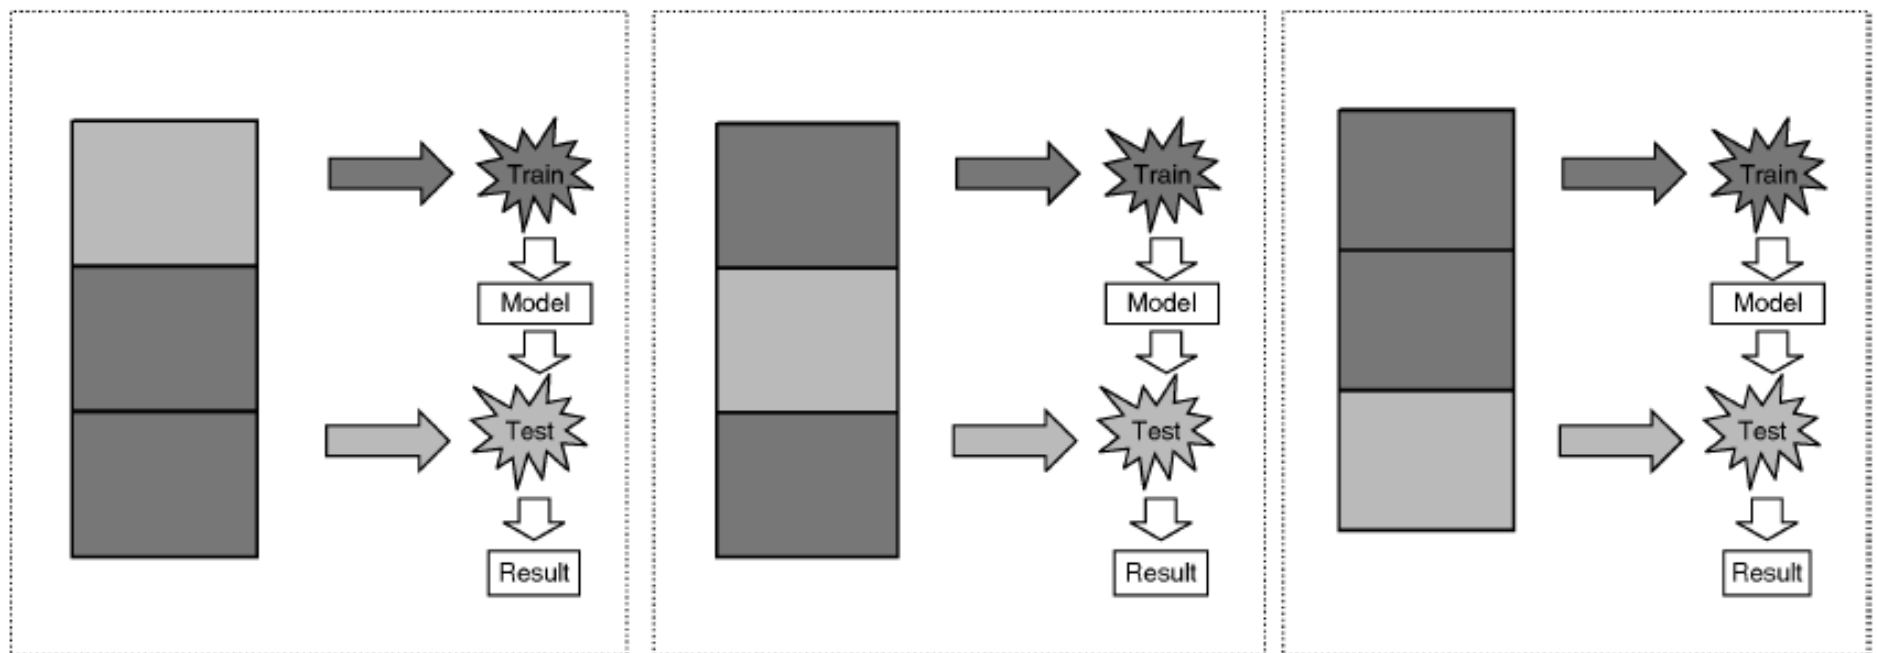 Train
Model
Test
Result
Train
Model
Test
Result
Train
Model
Test
Result